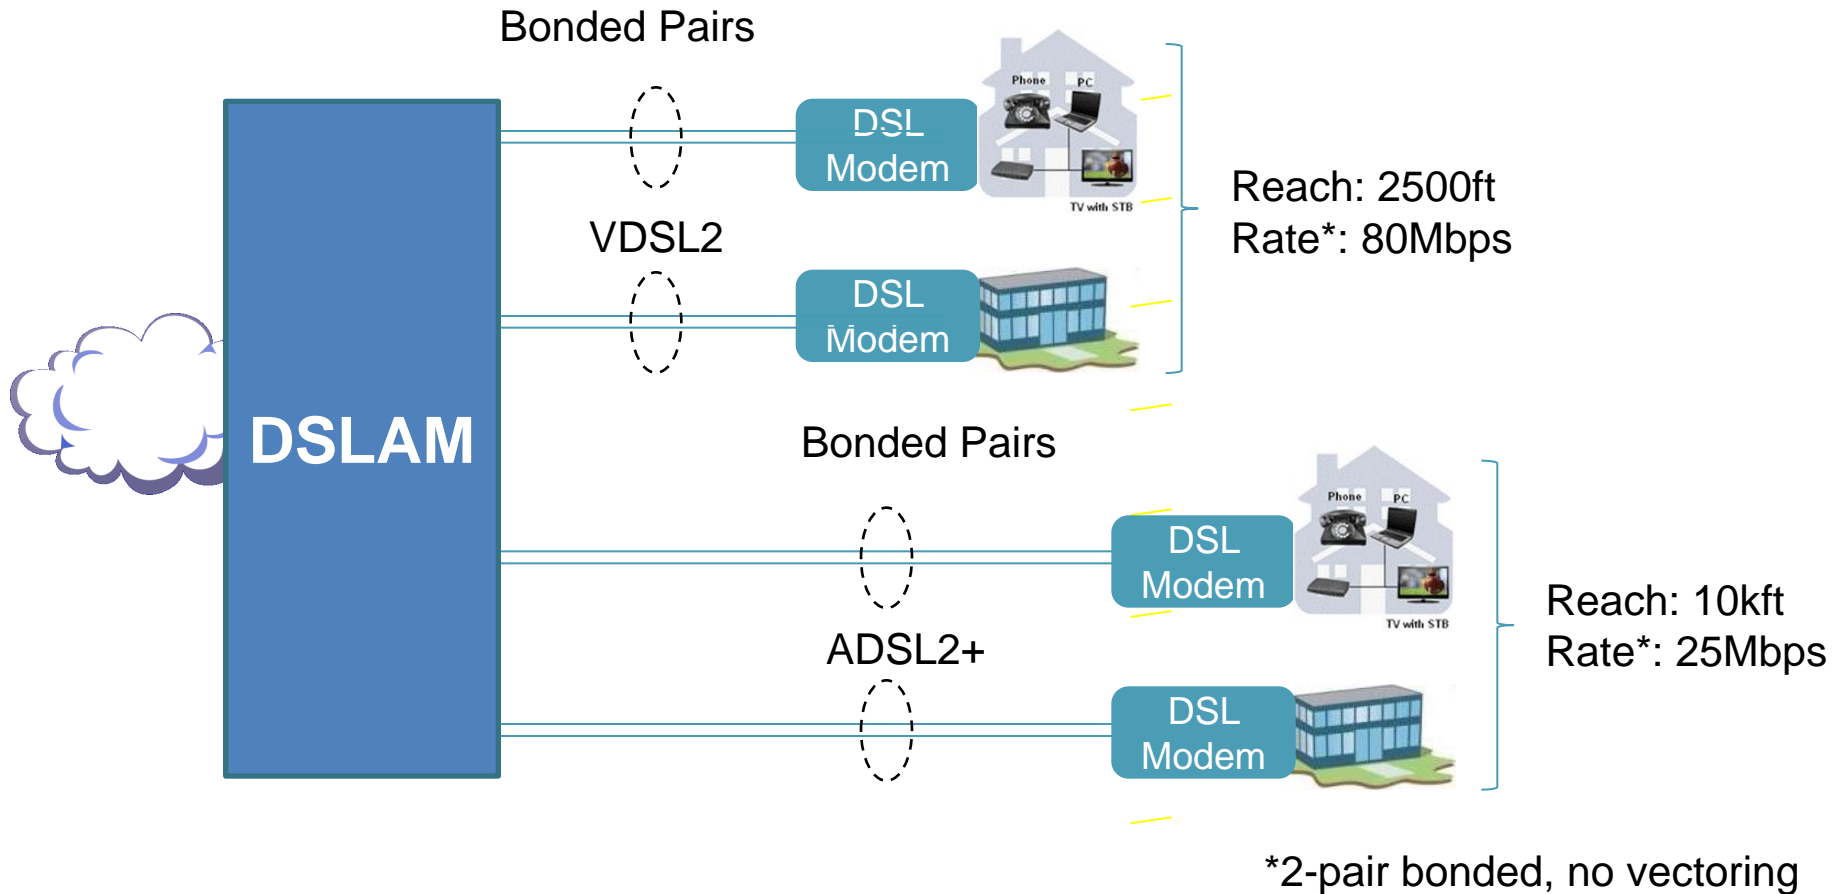 Bonded Pairs
Phone PC
DSL
Modem
TV with STB
Reach: 2500ft
Rate*: 80Mbps
VDSL2
DSL
Modem
DSLAM
Bonded Pairs
Phone PC
DSL
Modem
TV with STB
Reach: 10kft
Rate*: 25Mbps
ADSL2+
DSL
Modem
*2-pair bonded, no vectoring